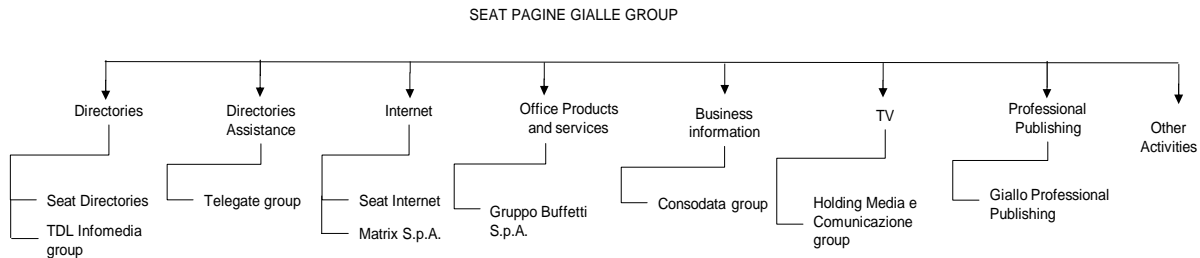 SEAT PAGINE GIALLE GROUP
Directories
Seat Directories
TDL Infomedia
group
Directories
Assistance
Telegate group
Internet
Seat Internet
Matrix S.p.A.
Office Products
and services
Gruppo Buffetti
S.p.A.
Business
information
Consodata group
TV
Holding Media e
Comunicazione
group
Professional
Publishing
Giallo Professional
Publishing
Other
Activities